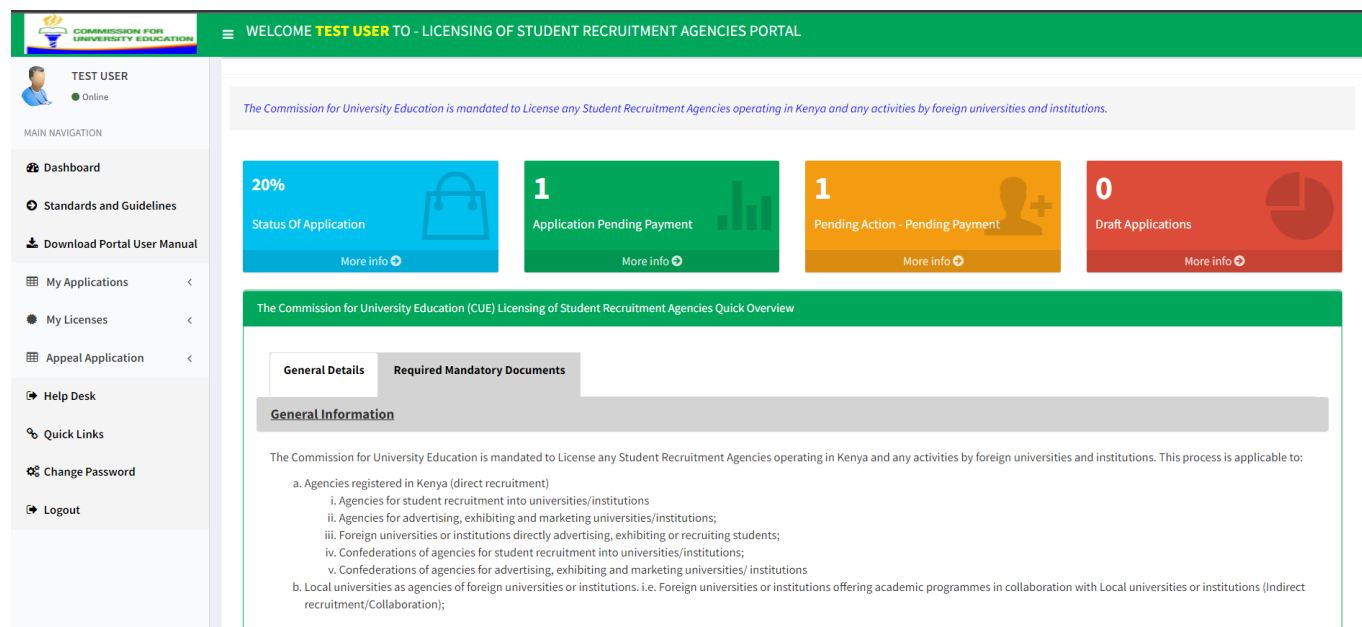 COMMISSION FOR
UNIVERSITY EDUCATION
WELCOME TEST USER TO - LICENSING OF STUDENT RECRUITMENT AGENCIES PORTAL
TEST USER
Online
MAIN NAVIGATION
Dashboard
Standards and Guidelines
Download Portal User Manual
My Applications
My Licenses
Appeal Application
Help Desk
Quick Links
Change Password
Logout
The Commission for University Education is mandated to License any Student Recruitment Agencies operating in Kenya and any activities by foreign universities and institutions.
20%
Status Of Application
More info
1
Application Pending Payment
More info
1
Pending Action - Pending Payment
More info
0
Draft Applications
More info
The Commission for University Education (CUE) Licensing of Student Recruitment Agencies Quick Overview
General Details
Required Mandatory Documents
General Information
The Commission for University Education is mandated to License any Student Recruitment Agencies operating in Kenya and any activities by foreign universities and institutions. This process is applicable to:
a. Agencies registered in Kenya (direct recruitment)
i. Agencies for student recruitment into universities/institutions
ii. Agencies for advertising, exhibiting and marketing universities/institutions;
iii. Foreign universities or institutions directly advertising, exhibiting or recruiting students;
iv. Confederations of agencies for student recruitment into universities/institutions;
v. Confederations of agencies for advertising, exhibiting and marketing universities/ institutions
b. Local universities as agencies of foreign universities or institutions. i.e. Foreign universities or institutions offering academic programmes in collaboration with Local universities or institutions (Indirect
recruitment/Collaboration);